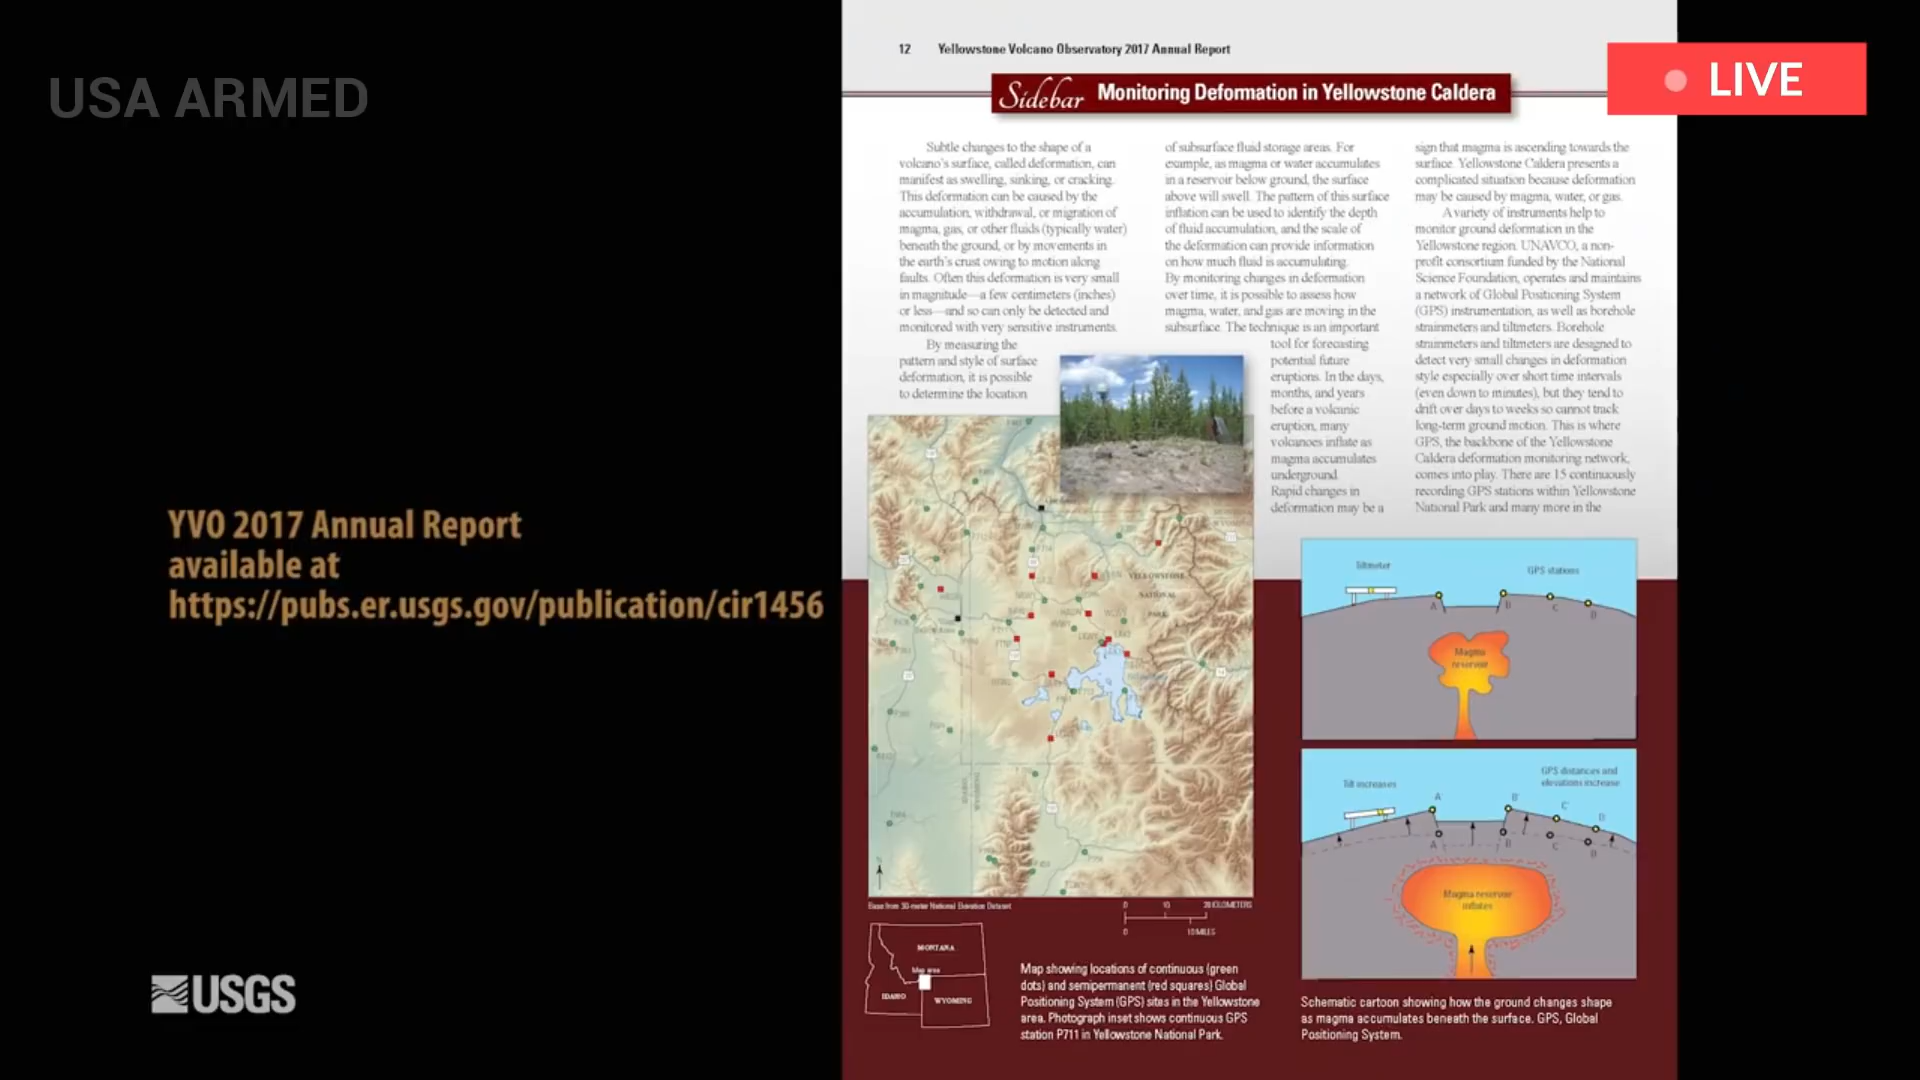 USA ARMED
LIVE
12 Yellowstone Volcano Observatory 2017 Annual Report
Sidebar Monitoring Deformation in Yellowstone Caldera
Subtle changes to the shape of a
volcano's surface, called deformation, can
manifest as swelling, sinking, or cracking.
This deformation can be caused by the
accumulation, withdrawal, or migration of
magma, gas, or other fluids (typically water)
beneath the ground, or by movements in
the earth's crust owing to motion along
faults. Often this deformation is very small
in magnitude—a few centimeters (inches)
or less—and so can only be detected and
monitored with very sensitive instruments.
By measuring the
pattern and style of surface
deformation, it is possible
to determine the location
of subsurface fluid storage areas. For
example, as magma or water accumulates
in a reservoir below ground, the surface
above will swell. The pattern of this surface
inflation can be used to identify the depth
of fluid accumulation, and the scale of
the deformation can provide information
on how much fluid is accumulating.
By monitoring changes in deformation
over time, it is possible to assess how
magma, water, and gas are moving in the
subsurface. The technique is an important
tool for forecasting
potential future
eruptions. In the days,
months, and years
before a volcanic
eruption, many
volcanoes inflate as
magma accumulates
underground.
Rapid changes in
deformation may be a
sign that magma is ascending towards the
surface. Yellowstone Caldera presents a
complicated situation because deformation
may be caused by magma, water, or gas.
A variety of instruments help to
monitor ground deformation in the
Yellowstone region. UNAVCO, a non-
profit consortium funded by the National
Science Foundation, operates and maintains
a network of Global Positioning System
(GPS) instrumentation, as well as borehole
strainmeters and tiltmeters. Borehole
strainmeters and tiltmeters are designed to
detect very small changes in deformation
style especially over short time intervals
(even down to minutes), but they tend to
drift over days to weeks so cannot track
long-term ground motion. This is where
GPS, the backbone of the Yellowstone
Caldera deformation monitoring network,
comes into play. There are 15 continuously
recording GPS stations within Yellowstone
National Park and many more in the
YVO 2017 Annual Report
available at
https://pubs.er.usgs.gov/publication/cir1456
USGS
YELLOWSTONE
NATIONAL
PARK
Base from 30-meter National Elevation Dataset
0 10 20 KILOMETERS
0 10 MILES
MONTANA
Map area
IDAHO
WYOMING
Map showing locations of continuous (green
dots) and semipermanent (red squares) Global
Positioning System (GPS) sites in the Yellowstone
area. Photograph inset shows continuous GPS
station P711 in Yellowstone National Park.
Tiltmeter
GPS stations
A B C D
Magma
reservoir
Tilt increases
GPS distances and
elevations increase
A' B' C' D'
A B C D
Magma reservoir
inflates
Schematic cartoon showing how the ground changes shape
as magma accumulates beneath the surface. GPS, Global
Positioning System.